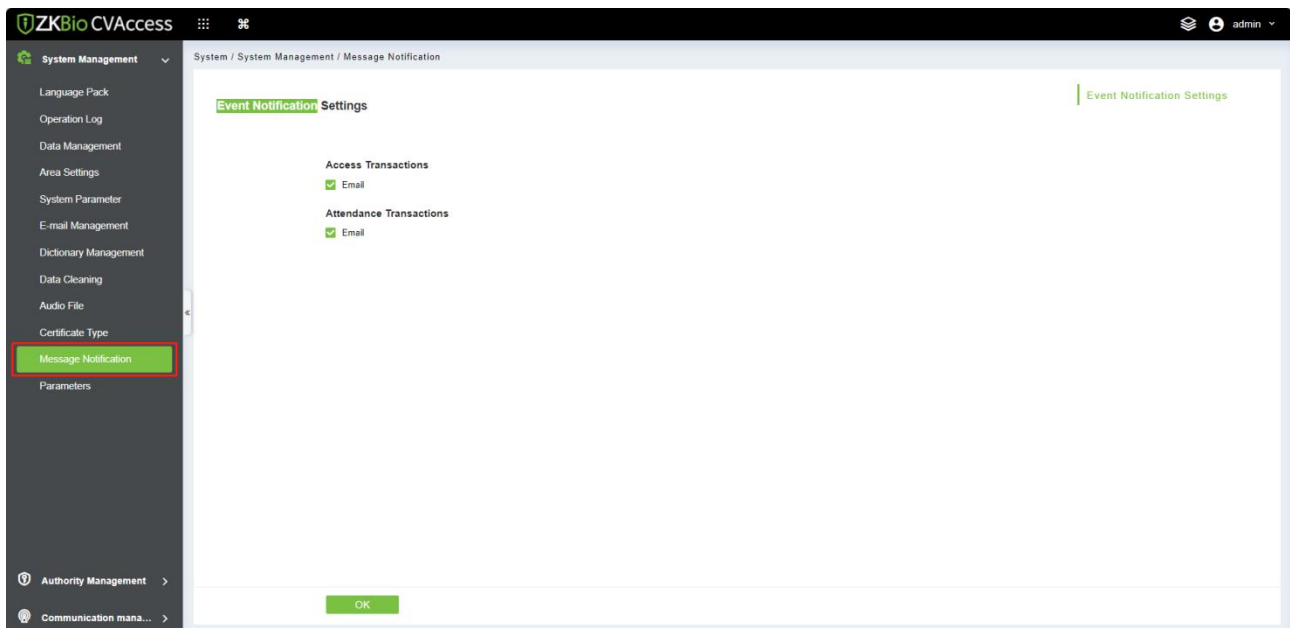 ZKBio CVAccess
admin
System Management
Language Pack
Operation Log
Data Management
Area Settings
System Parameter
E-mail Management
Dictionary Management
Data Cleaning
Audio File
Certificate Type
Message Notification
Parameters
Authority Management
Communication mana...
System / System Management / Message Notification
Event Notification Settings
Event Notification Settings
Access Transactions
Email
Attendance Transactions
Email
OK